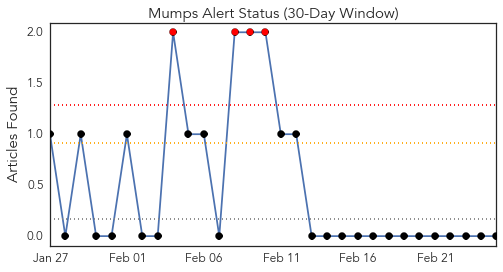 Mumps Alert Status (30-Day Window)
2.0
1.5
1.0
0.5
0.0
Articles Found
Jan 27 Feb 01 Feb 06 Feb 11 Feb 16 Feb 21